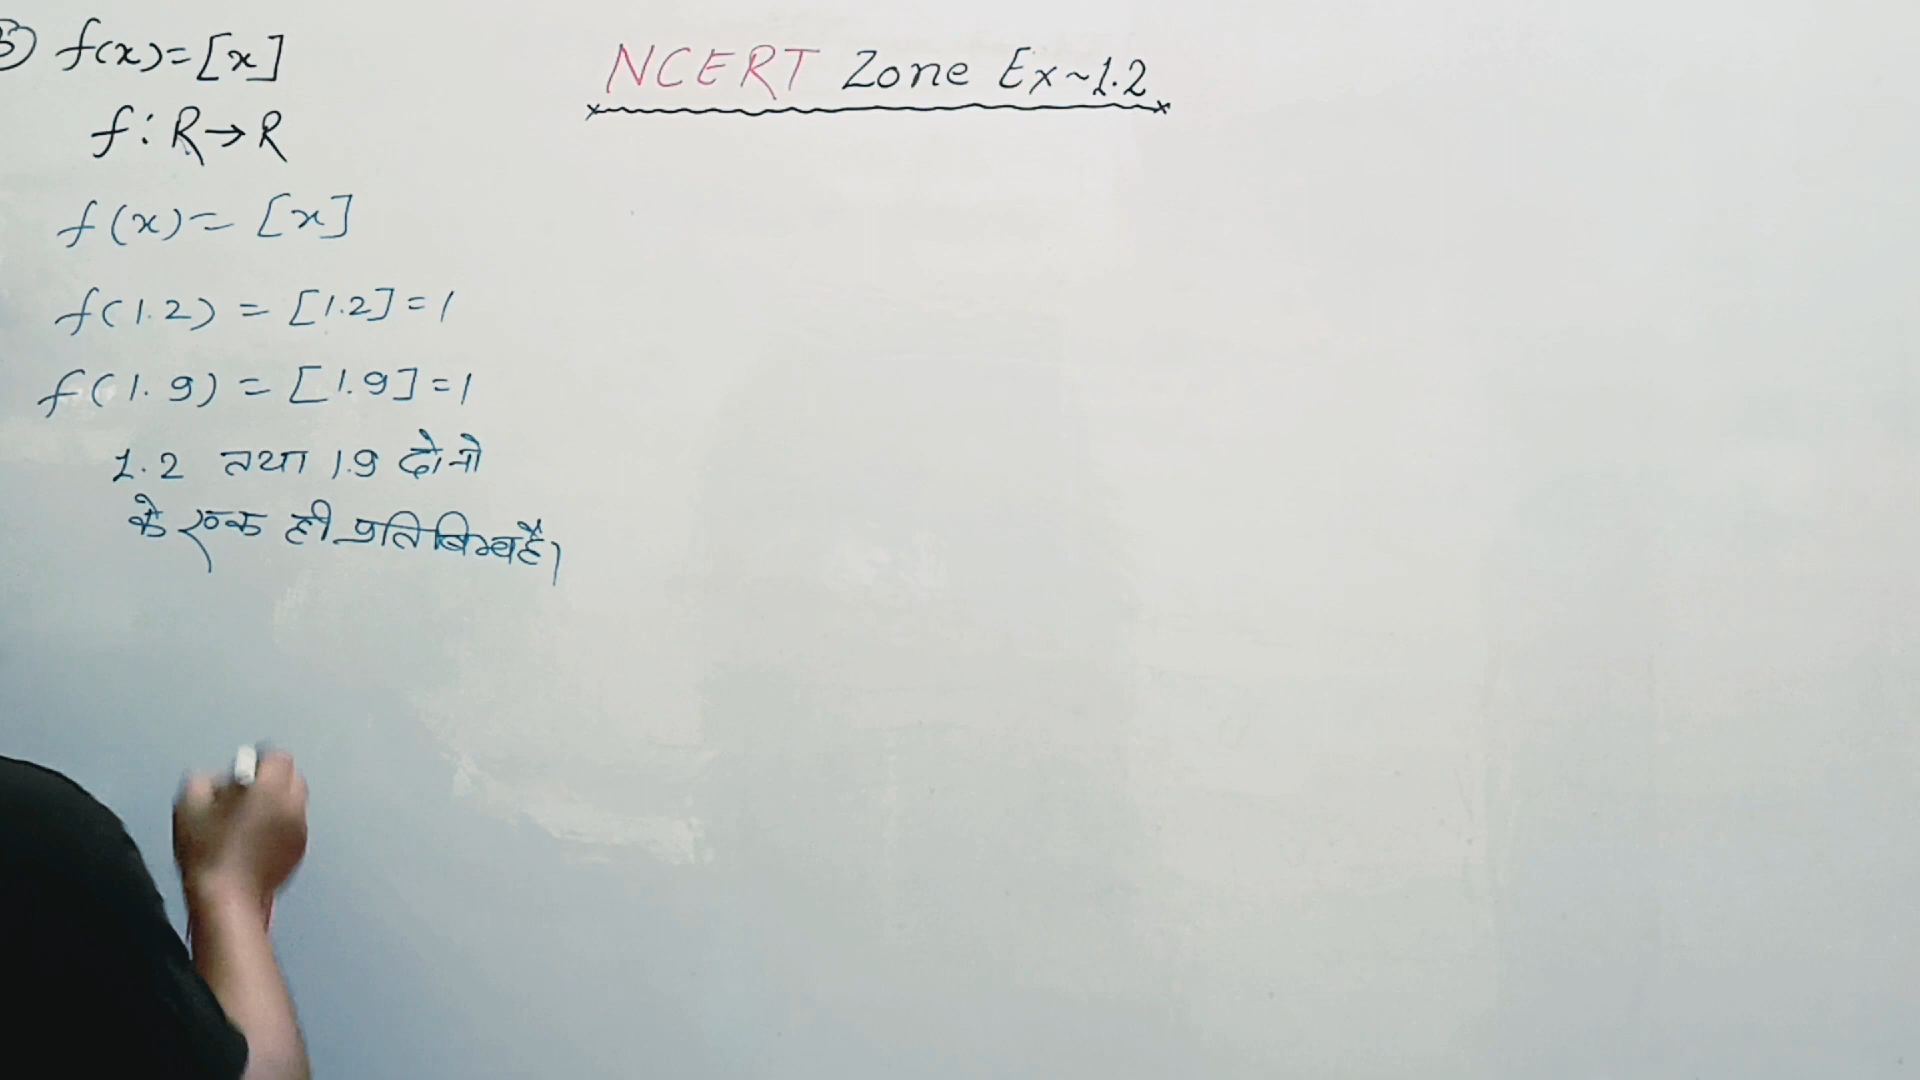 f(x)=[x]
f:R→R
NCERT Zone Ex~1.2
f(x)= [x]
f(1.2) = [1.2]=1
f(1.9) = [1.9]=1
1.2 तथा 1.9 दोनो
के एक ही प्रतिबिम्ब है।